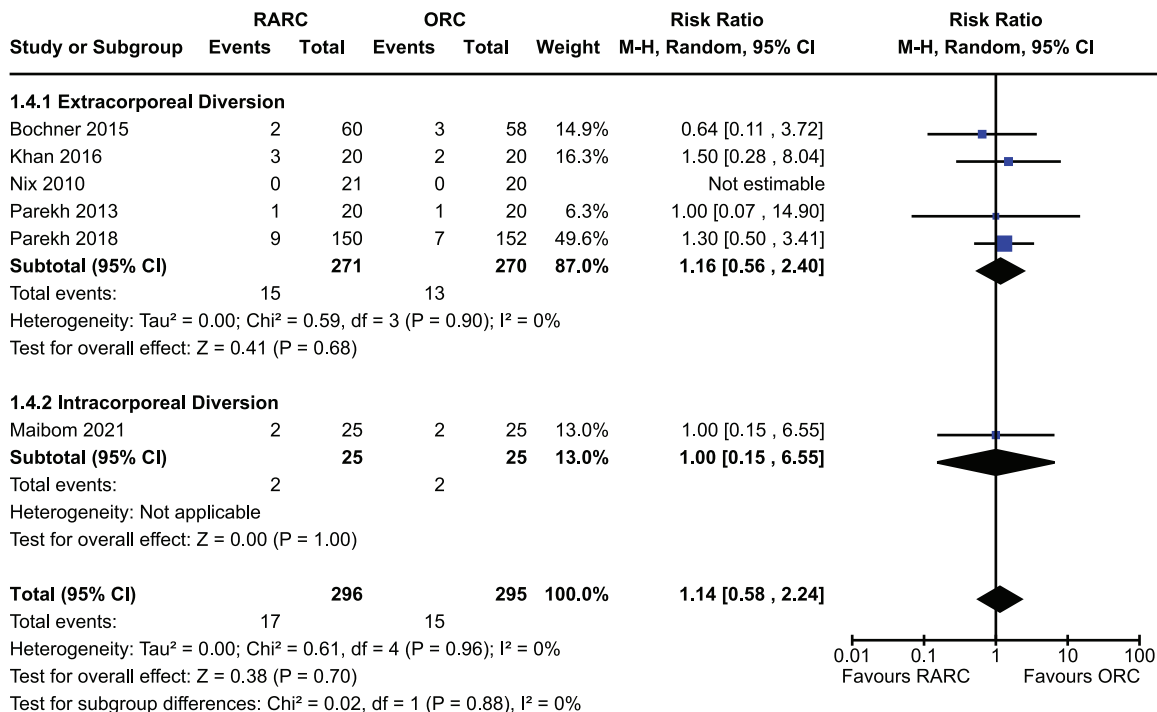 RARC ORC Risk Ratio Risk Ratio
Study or Subgroup Events Total Events Total Weight M-H, Random, 95% CI M-H, Random, 95% CI
1.4.1 Extracorporeal Diversion
Bochner 2015 2 60 3 58 14.9% 0.64 [0.11 , 3.72]
Khan 2016 3 20 2 20 16.3% 1.50 [0.28 , 8.04]
Nix 2010 0 21 0 20 Not estimable
Parekh 2013 1 20 1 20 6.3% 1.00 [0.07 , 14.90]
Parekh 2018 9 150 7 152 49.6% 1.30 [0.50 , 3.41]
Subtotal (95% CI) 271 270 87.0% 1.16 [0.56 , 2.40]
Total events: 15 13
Heterogeneity: Tau² = 0.00; Chi² = 0.59, df = 3 (P = 0.90); I² = 0%
Test for overall effect: Z = 0.41 (P = 0.68)
1.4.2 Intracorporeal Diversion
Maibom 2021 2 25 2 25 13.0% 1.00 [0.15 , 6.55]
Subtotal (95% CI) 25 25 13.0% 1.00 [0.15 , 6.55]
Total events: 2 2
Heterogeneity: Not applicable
Test for overall effect: Z = 0.00 (P = 1.00)
Total (95% CI) 296 295 100.0% 1.14 [0.58 , 2.24]
Total events: 17 15
Heterogeneity: Tau² = 0.00; Chi² = 0.61, df = 4 (P = 0.96); I² = 0%
0.01 0.1 1 10 100
Test for overall effect: Z = 0.38 (P = 0.70)
Favours RARC Favours ORC
Test for subgroup differences: Chi² = 0.02, df = 1 (P = 0.88), I² = 0%